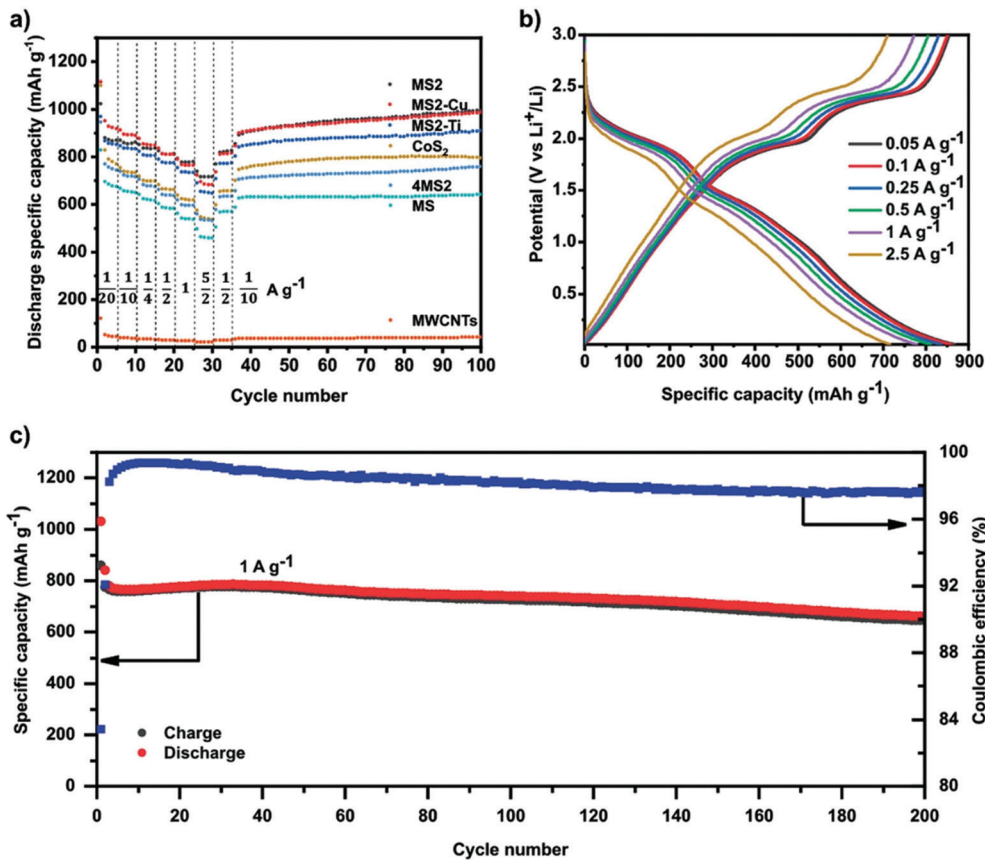 a)
Discharge specific capacity (mAh g⁻¹)
1200
1000
800
600
400
200
0
MS2
MS2-Cu
MS2-Ti
CoS₂
4MS2
MS
1/20 1/10 1/4 1/2 1 5/2 1/2 1/10 A g⁻¹
MWCNTs
0 10 20 30 40 50 60 70 80 90 100
Cycle number
b)
Potential (V vs Li⁺/Li)
3.0
2.5
2.0
1.5
1.0
0.5
0.05 A g⁻¹
0.1 A g⁻¹
0.25 A g⁻¹
0.5 A g⁻¹
1 A g⁻¹
2.5 A g⁻¹
0 100 200 300 400 500 600 700 800 900
Specific capacity (mAh g⁻¹)
c)
Specific capacity (mAh g⁻¹)
1200
1000
800
600
400
200
0
1 A g⁻¹
Charge
Discharge
100
96
92
88
84
80
Coulombic efficiency (%)
0 20 40 60 80 100 120 140 160 180 200
Cycle number